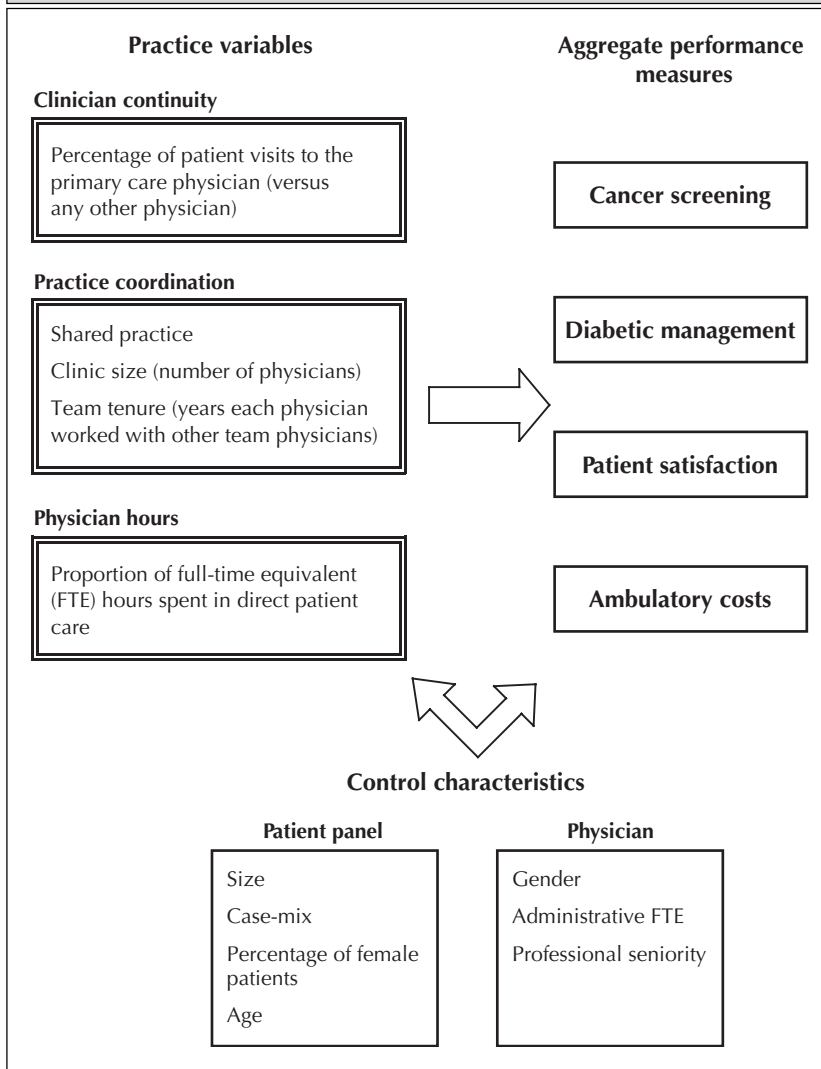 Practice variables
Clinician continuity
Percentage of patient visits to the
primary care physician (versus
any other physician)
Practice coordination
Shared practice
Clinic size (number of physicians)
Team tenure (years each physician
worked with other team physicians)
Physician hours
Proportion of full-time equivalent
(FTE) hours spent in direct patient
care
Aggregate performance
measures
Cancer screening
Diabetic management
Patient satisfaction
Ambulatory costs
Control characteristics
Patient panel
Size
Case-mix
Percentage of female
patients
Age
Physician
Gender
Administrative FTE
Professional seniority